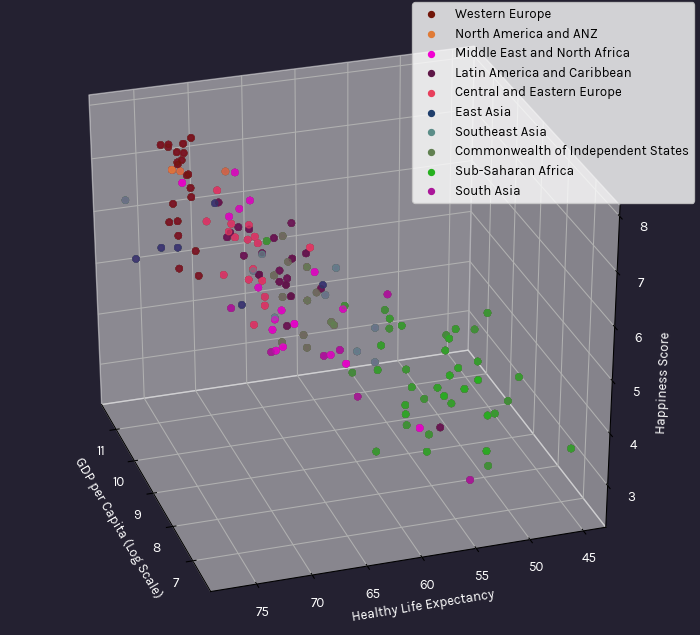 Western Europe
North America and ANZ
Middle East and North Africa
Latin America and Caribbean
Central and Eastern Europe
East Asia
Southeast Asia
Commonwealth of Independent States
Sub-Saharan Africa
South Asia
8
7
6
5
4
3
Happiness Score
11
10
9
8
7
GDP per Capita (Log Scale)
75
70
65
60
55
50
45
Healthy Life Expectancy